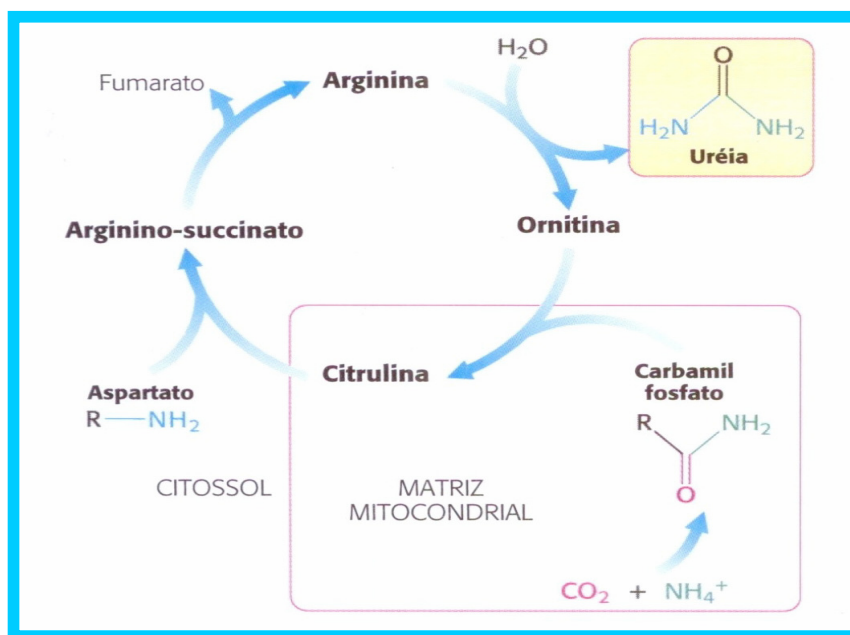 H₂O
Fumarato
Arginina
O
H₂N
NH₂
Uréia
Arginino-succinato
Ornitina
Citrulina
Carbamil
fosfato
Aspartato
R—NH₂
R
NH₂
O
CITOSSOL
MATRIZ
MITOCONDRIAL
CO₂ + NH₄⁺